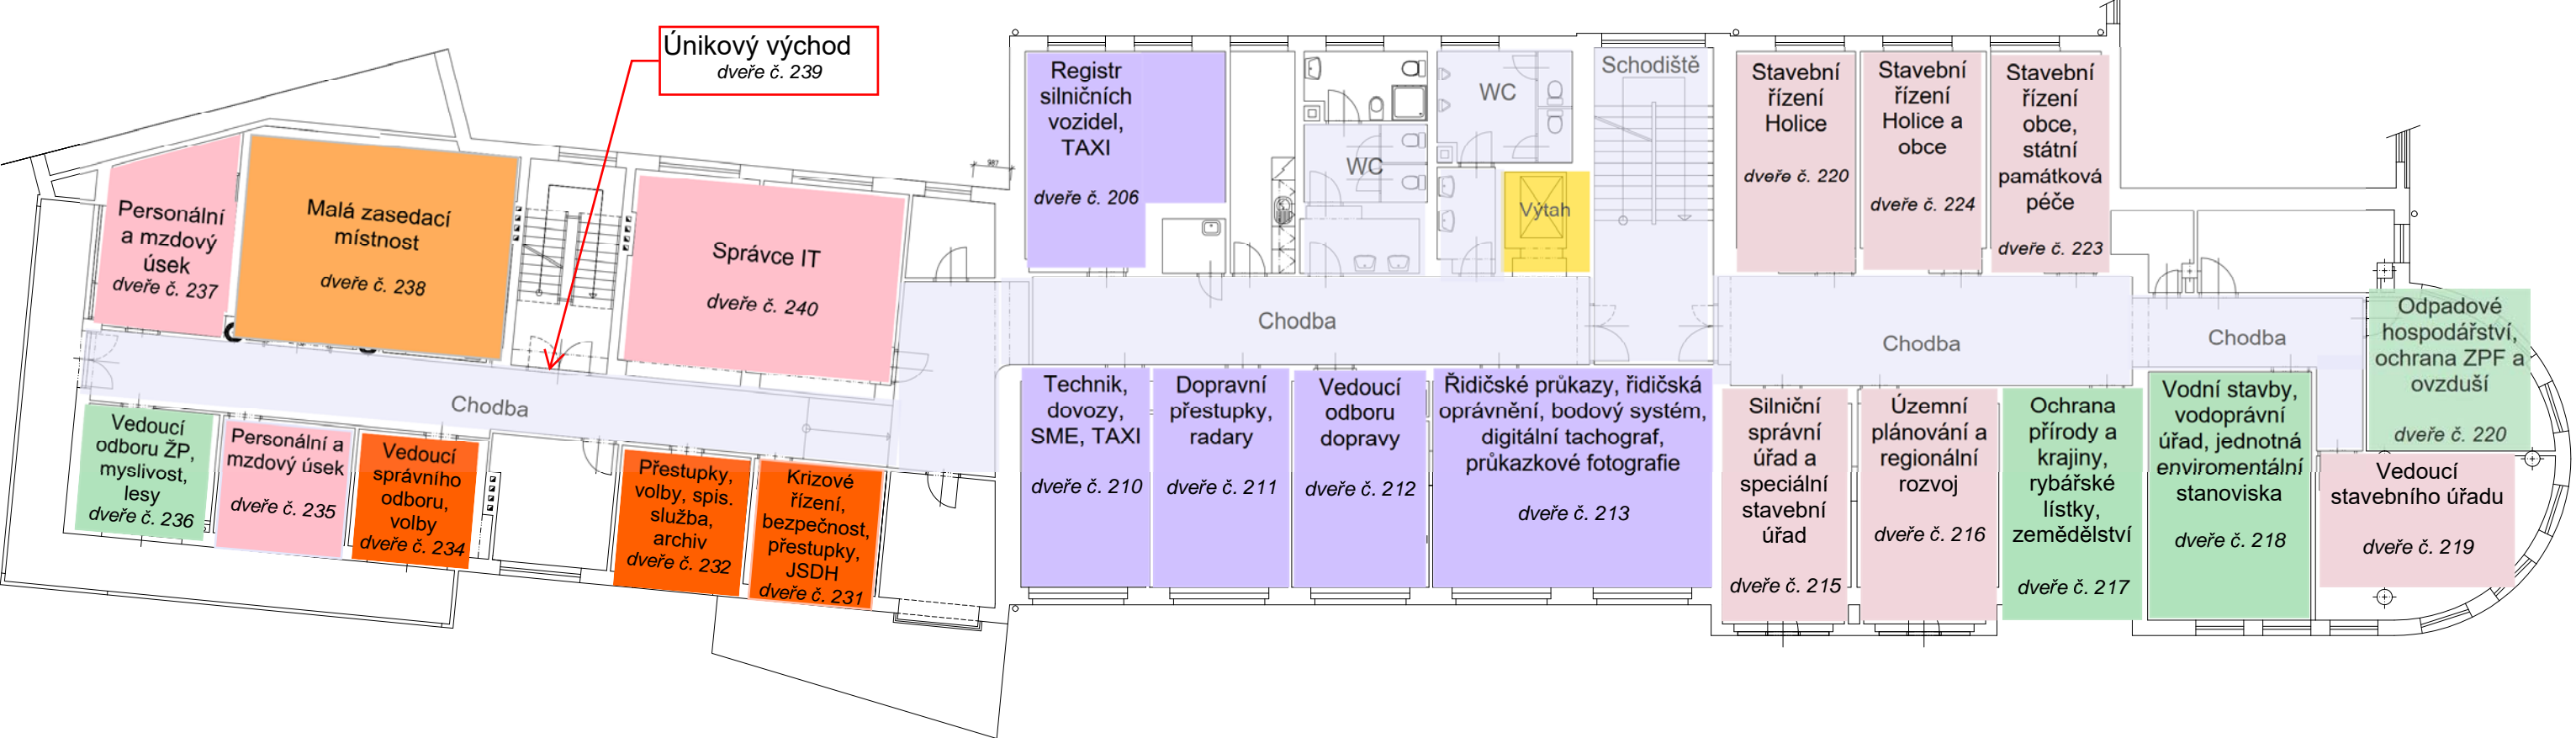 Únikový východ
dveře č. 239
Personální
a mzdový
úsek
dveře č. 237
Malá zasedací
místnost
dveře č. 238
Správce IT
dveře č. 240
987
Registr
silničních
vozidel,
TAXI
dveře č. 206
WC
WC
Výtah
Schodiště
Stavební
řízení
Holice
dveře č. 220
Stavební
řízení
Holice a
obce
dveře č. 224
Stavební
řízení
obce,
státní
památková
péče
dveře č. 223
Chodba
Chodba
Chodba
Chodba
Odpadové
hospodářství,
ochrana ZPF a
ovzduší
dveře č. 220
Vedoucí
odboru ŽP,
myslivost,
lesy
dveře č. 236
Personální a
mzdový úsek
dveře č. 235
Vedoucí
správního
odboru,
volby
dveře č. 234
Přestupky,
volby, spis.
služba,
archiv
dveře č. 232
Krizové
řízení,
bezpečnost,
přestupky,
JSDH
dveře č. 231
Technik,
dovozy,
SME, TAXI
dveře č. 210
Dopravní
přestupky,
radary
dveře č. 211
Vedoucí
odboru
dopravy
dveře č. 212
Řidičské průkazy, řidičská
oprávnění, bodový systém,
digitální tachograf,
průkazkové fotografie
dveře č. 213
Silniční
správní
úřad a
speciální
stavební
úřad
dveře č. 215
Územní
plánování a
regionální
rozvoj
dveře č. 216
Ochrana
přírody a
krajiny,
rybářské
lístky,
zemědělství
dveře č. 217
Vodní stavby,
vodoprávní
úřad, jednotná
enviromentální
stanoviska
dveře č. 218
Vedoucí
stavebního úřadu
dveře č. 219